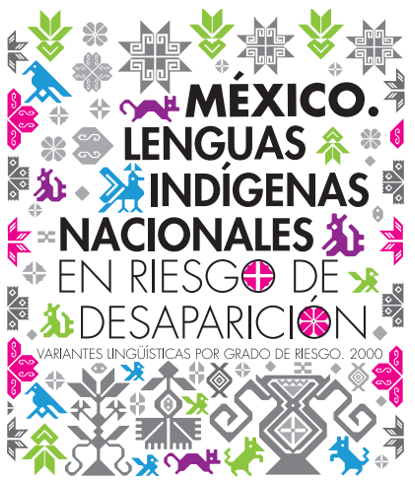 MÉXICO.
LENGUAS
INDÍGENAS
NACIONALES
EN RIESGO DE
DESAPARICIÓN
VARIANTES LINGÜÍSTICAS POR GRADO DE RIESGO. 2000